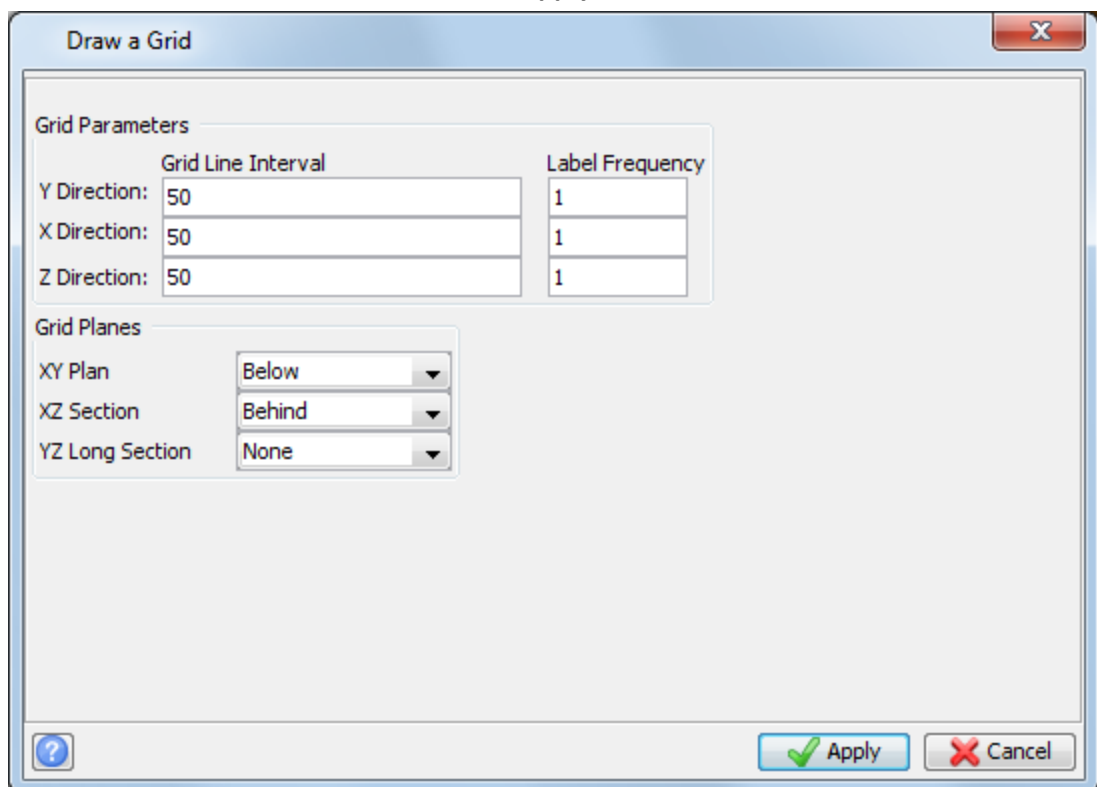 Draw a Grid
Grid Parameters
Grid Line Interval Label Frequency
Y Direction: 50 1
X Direction: 50 1
Z Direction: 50 1
Grid Planes
XY Plan Below
XZ Section Behind
YZ Long Section None
? Apply Cancel